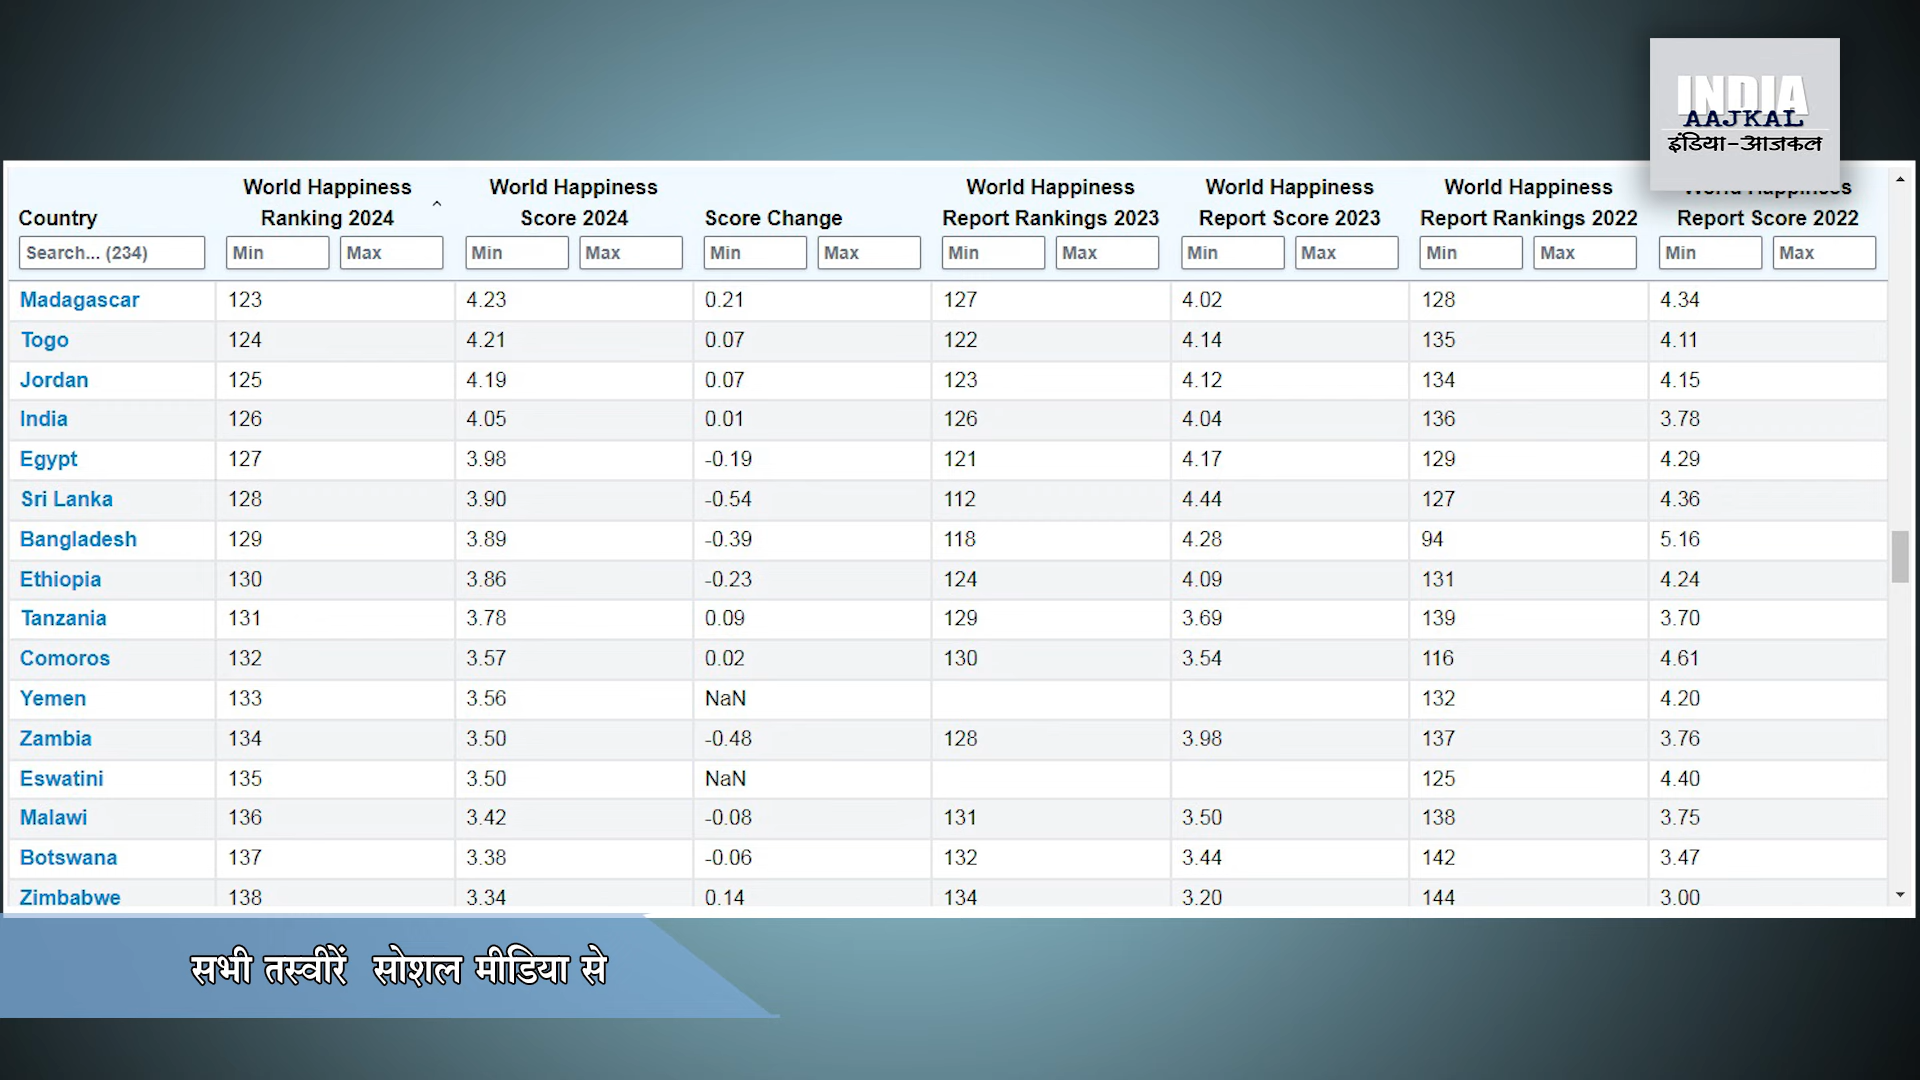 INDIA
AAJKAL
इंडिया-आजकल
Country World Happiness Ranking 2024 World Happiness Score 2024 Score Change World Happiness Report Rankings 2023 World Happiness Report Score 2023 World Happiness Report Rankings 2022 World Happiness Report Score 2022
Search... (234) Min Max Min Max Min Max Min Max Min Max Min Max Min Max
Madagascar 123 4.23 0.21 127 4.02 128 4.34
Togo 124 4.21 0.07 122 4.14 135 4.11
Jordan 125 4.19 0.07 123 4.12 134 4.15
India 126 4.05 0.01 126 4.04 136 3.78
Egypt 127 3.98 -0.19 121 4.17 129 4.29
Sri Lanka 128 3.90 -0.54 112 4.44 127 4.36
Bangladesh 129 3.89 -0.39 118 4.28 94 5.16
Ethiopia 130 3.86 -0.23 124 4.09 131 4.24
Tanzania 131 3.78 0.09 129 3.69 139 3.70
Comoros 132 3.57 0.02 130 3.54 116 4.61
Yemen 133 3.56 NaN 132 4.20
Zambia 134 3.50 -0.48 128 3.98 137 3.76
Eswatini 135 3.50 NaN 125 4.40
Malawi 136 3.42 -0.08 131 3.50 138 3.75
Botswana 137 3.38 -0.06 132 3.44 142 3.47
Zimbabwe 138 3.34 0.14 134 3.20 144 3.00
सभी तस्वीरें सोशल मीडिया से